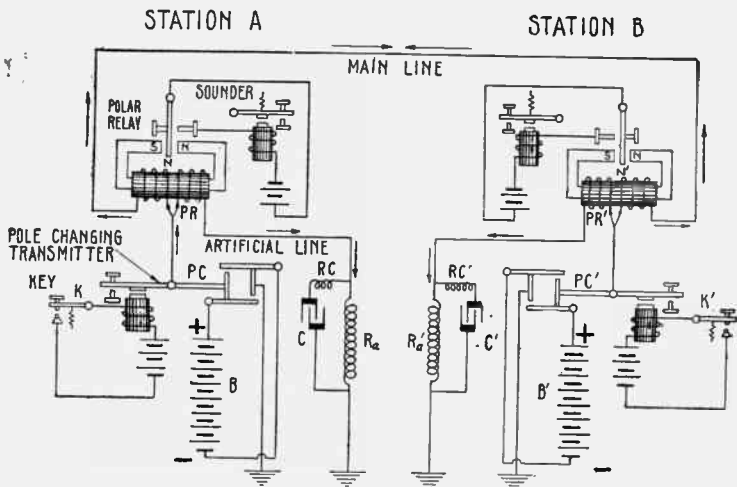 STATION A
STATION B
MAIN LINE
SOUNDER
POLAR
RELAY
S N
N
S N
N'
PR
PR'
ARTIFICIAL LINE
POLE CHANGING
TRANSMITTER
PC
RC
RC'
PC'
KEY
K
K'
+
+
C
Ra
Ra'
C'
B
B'
-
-